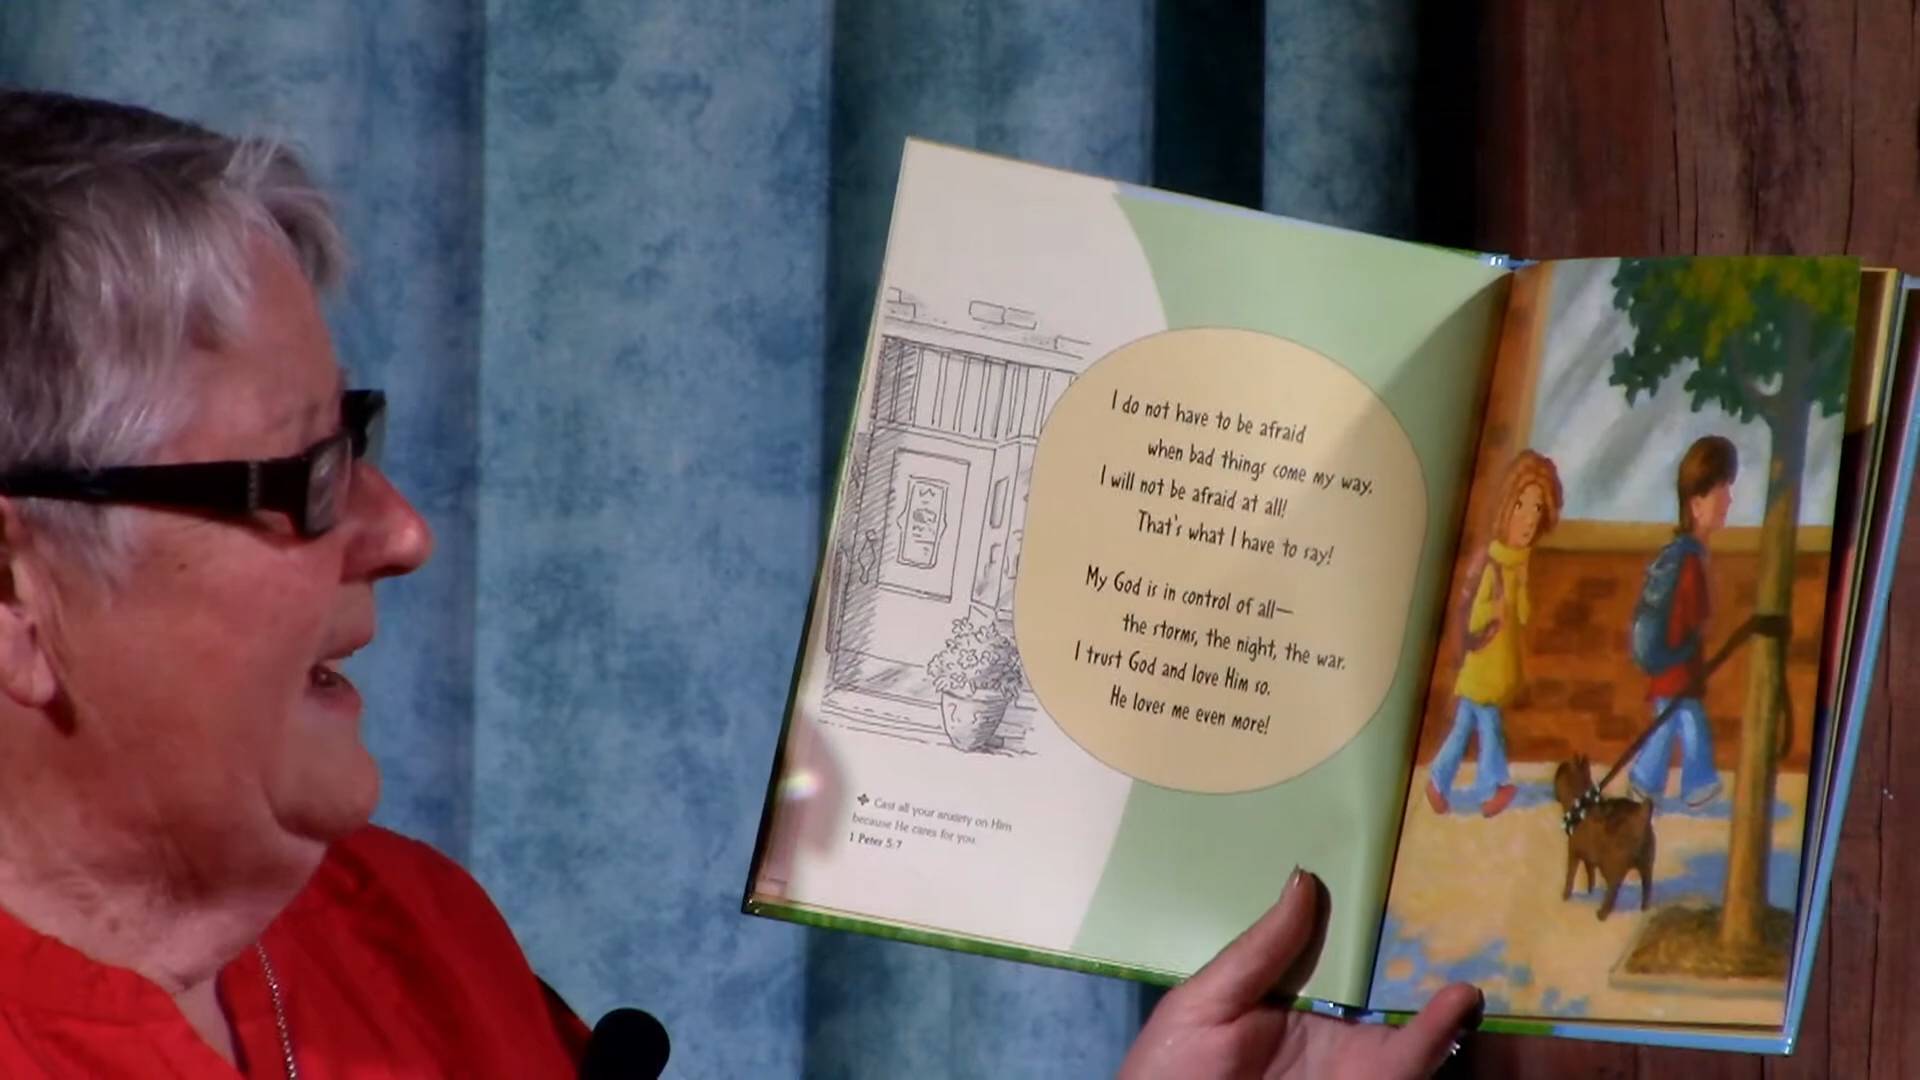 I do not have to be afraid
when bad things come my way.
I will not be afraid at all!
That's what I have to say!
My God is in control of all—
the storms, the night, the war.
I trust God and love Him so.
He loves me even more!
✤ Cast all your anxiety on Him
because He cares for you.
1 Peter 5:7